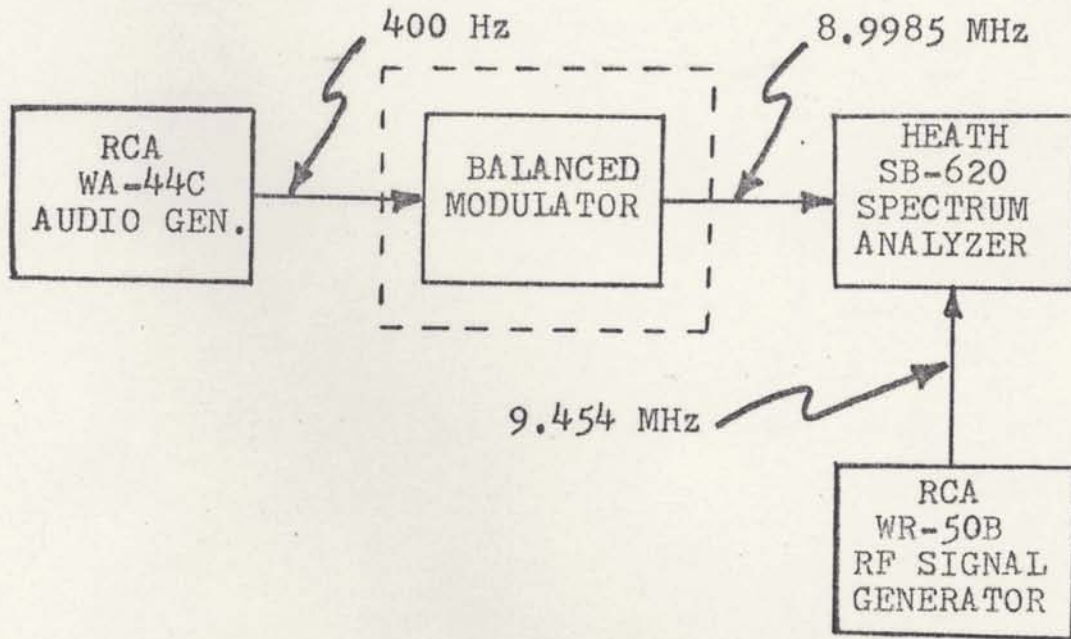 400 Hz
8.9985 MHz
RCA
WA-44C
AUDIO GEN.
BALANCED
MODULATOR
HEATH
SB-620
SPECTRUM
ANALYZER
9.454 MHz
RCA
WR-50B
RF SIGNAL
GENERATOR